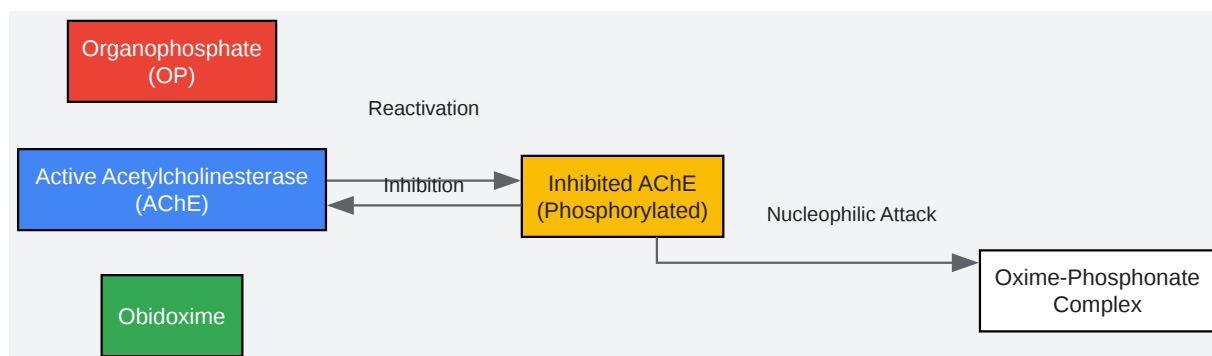 Organophosphate
(OP)
Reactivation
Active Acetylcholinesterase
(AChE)
Inhibition
Inhibited AChE
(Phosphorylated)
Nucleophilic Attack
Oxime-Phosphonate
Complex
Obidoxime